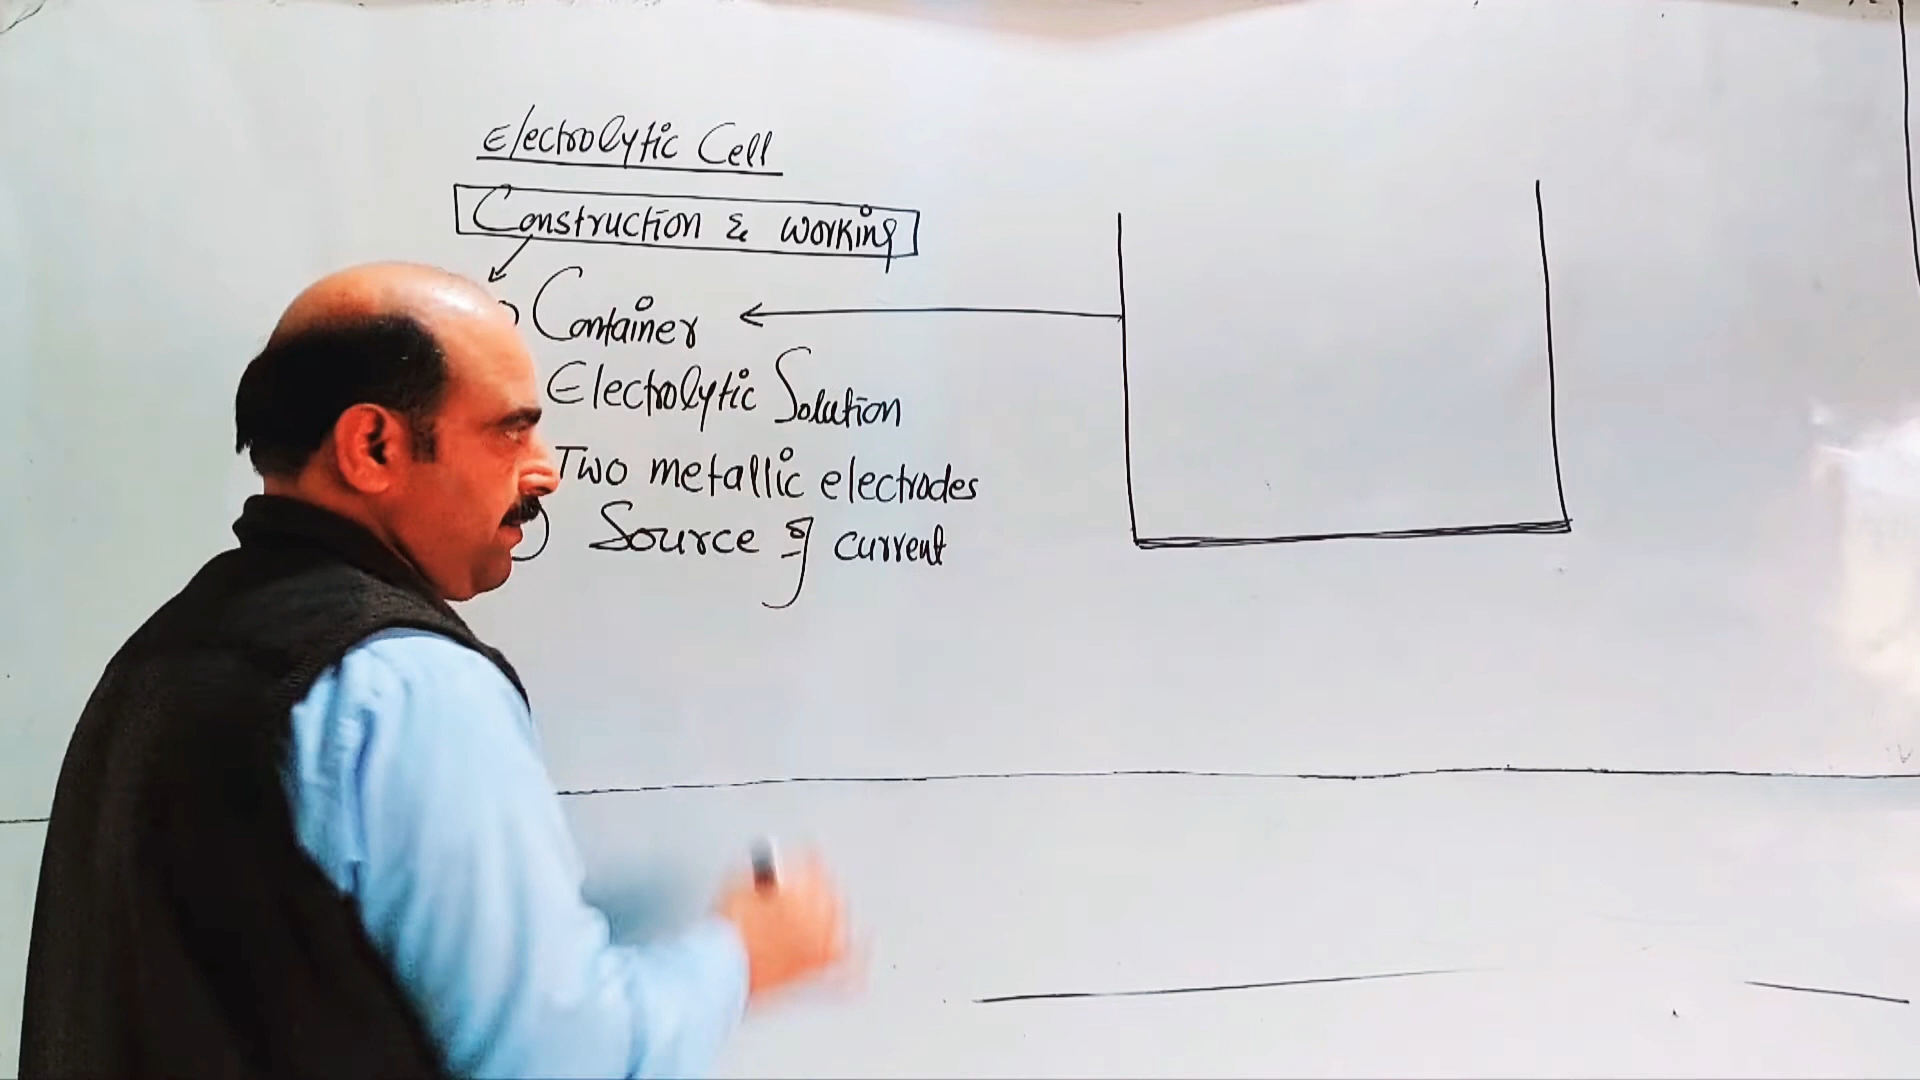 Electrolytic Cell
Construction & working
Container
Electrolytic Solution
Two metallic electrodes
Source of current